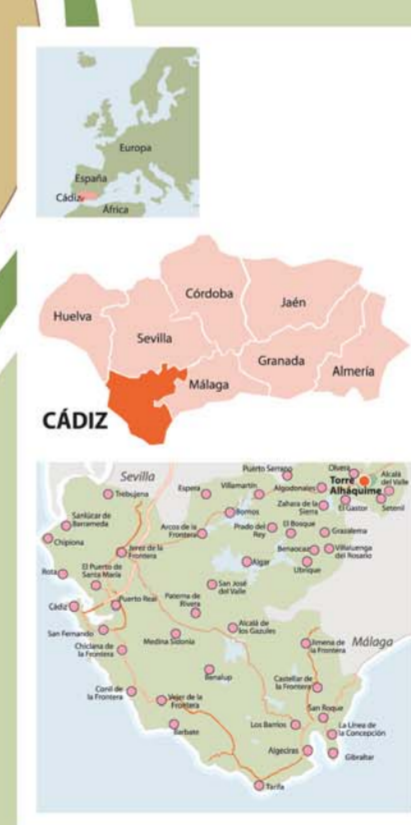 Europa
España
Cádiz
África
Córdoba
Jaén
Huelva
Sevilla
Granada
Almería
Málaga
CÁDIZ
Sevilla
Puerto Serrano
Olvera
Torre
Alháquime
Alcalá
del Valle
Trebujana
Espera
Villamartín
Algodonales
El Gastor
Setenil
Zahara de la
Sierra
Sanlúcar de
Barrameda
Bornos
Arcos de la
Frontera
Prado del
Rey
El Bosque
Grazalema
Chipiona
Jerez de la
Frontera
Benaocaz
Villaluenga
del Rosario
Algar
Ubrique
Rota
El Puerto de
Santa María
San José
del Valle
Cádiz
Puerto Real
Paterna de
Rivera
San Fernando
Medina Sidonia
Alcalá de
los Gazules
Málaga
Chiclana de
la Frontera
Jimena de
la Frontera
Benalup
Castellar de
la Frontera
Conil de
la Frontera
Vejer de la
Frontera
San Roque
Barbate
Los Barrios
La Línea de
la Concepción
Algeciras
Gibraltar
Tarifa